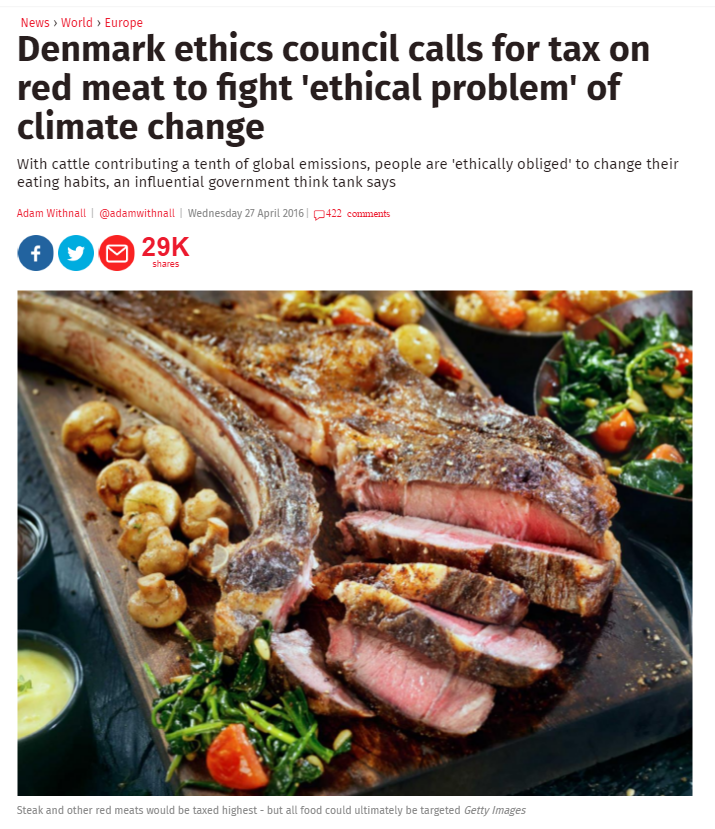 News › World › Europe
Denmark ethics council calls for tax on
red meat to fight 'ethical problem' of
climate change
With cattle contributing a tenth of global emissions, people are 'ethically obliged' to change their
eating habits, an influential government think tank says
Adam Withnall | @adamwithnall | Wednesday 27 April 2016 | 422 comments
29K
shares
Steak and other red meats would be taxed highest - but all food could ultimately be targeted Getty Images